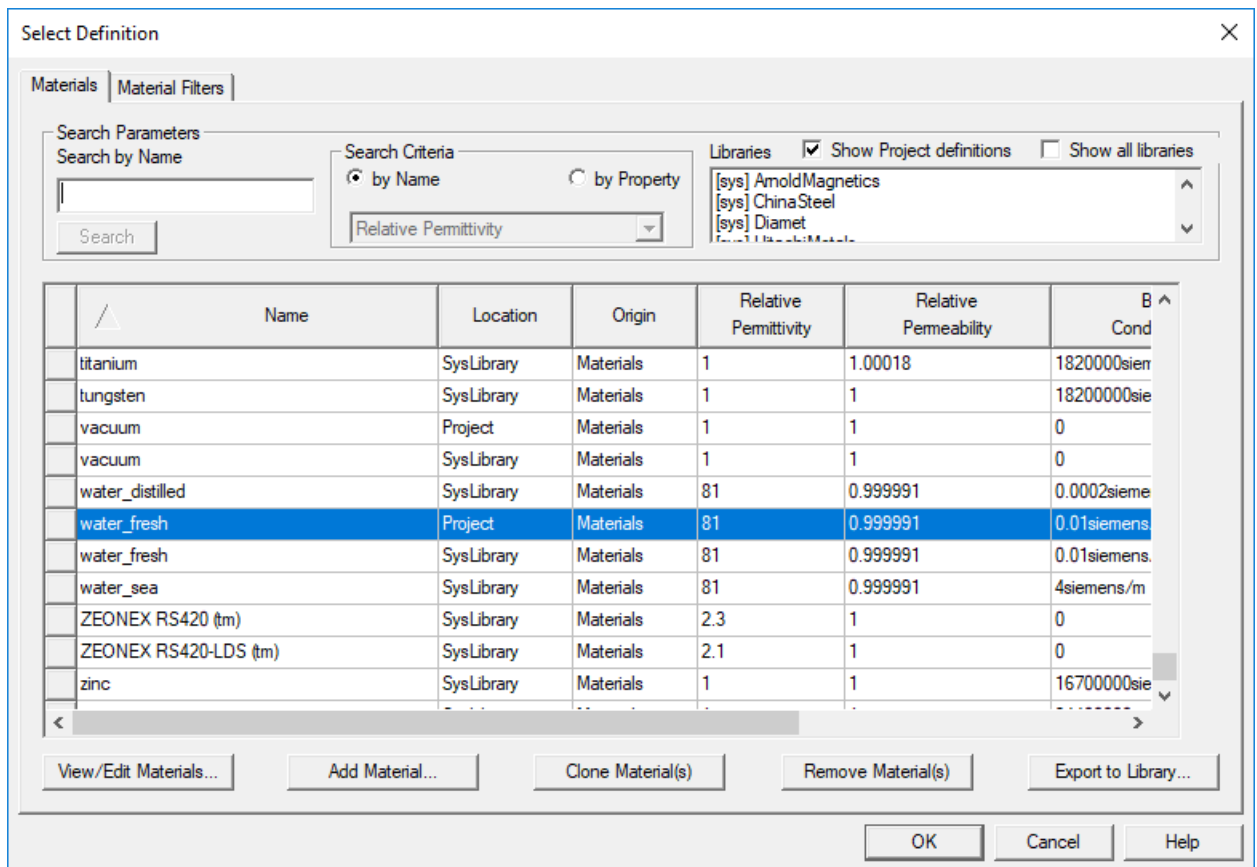 Select Definition
Materials
Material Filters
Search Parameters
Search by Name
Search
Search Criteria
by Name
by Property
Relative Permittivity
Libraries
Show Project definitions
Show all libraries
[sys] ArnoldMagnetics
[sys] ChinaSteel
[sys] Diamet
Name Location Origin Relative Permittivity Relative Permeability B Cond
titanium SysLibrary Materials 1 1.00018 1820000siem
tungsten SysLibrary Materials 1 1 18200000sie
vacuum Project Materials 1 1 0
vacuum SysLibrary Materials 1 1 0
water_distilled SysLibrary Materials 81 0.999991 0.0002sieme
water_fresh Project Materials 81 0.999991 0.01siemens
water_fresh SysLibrary Materials 81 0.999991 0.01siemens
water_sea SysLibrary Materials 81 0.999991 4siemens/m
ZEONEX RS420 (tm) SysLibrary Materials 2.3 1 0
ZEONEX RS420-LDS (tm) SysLibrary Materials 2.1 1 0
zinc SysLibrary Materials 1 1 16700000sie
View/Edit Materials...
Add Material...
Clone Material(s)
Remove Material(s)
Export to Library...
OK
Cancel
Help